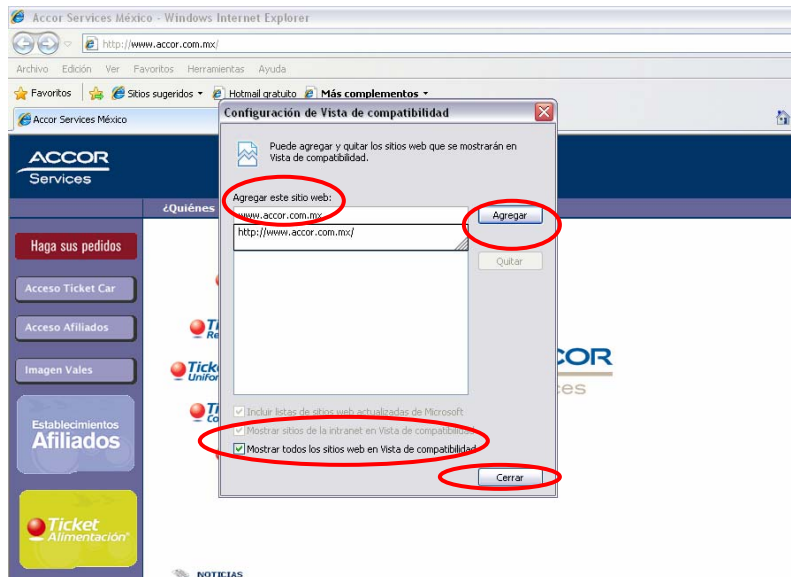 Accor Services México - Windows Internet Explorer
http://www.accor.com.mx/
Archivo Edición Ver Favoritos Herramientas Ayuda
Favoritos Sitios sugeridos Hotmail gratuito Más complementos
Accor Services México
Configuración de Vista de compatibilidad
Puede agregar y quitar los sitios web que se mostrarán en
Vista de compatibilidad.
Agregar este sitio web:
www.accor.com.mx
Agregar
http://www.accor.com.mx/
Quitar
Incluir listas de sitios web actualizadas de Microsoft
Mostrar sitios de la intranet en Vista de compatibilidad
Mostrar todos los sitios web en Vista de compatibilidad
Cerrar
ACCOR
Services
¿Quiénes
Haga sus pedidos
Acceso Ticket Car
Acceso Afiliados
Imagen Vales
Establecimientos
Afiliados
Ticket
Alimentación
NOTICIAS